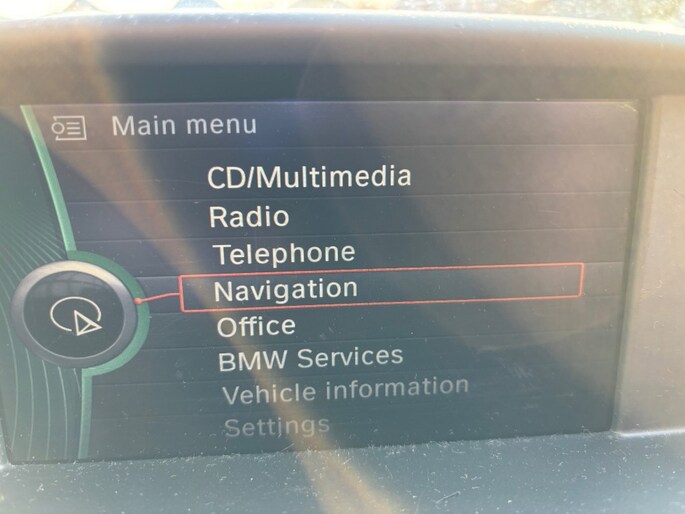 Main menu
CD/Multimedia
Radio
Telephone
Navigation
Office
BMW Services
Vehicle information
Settings